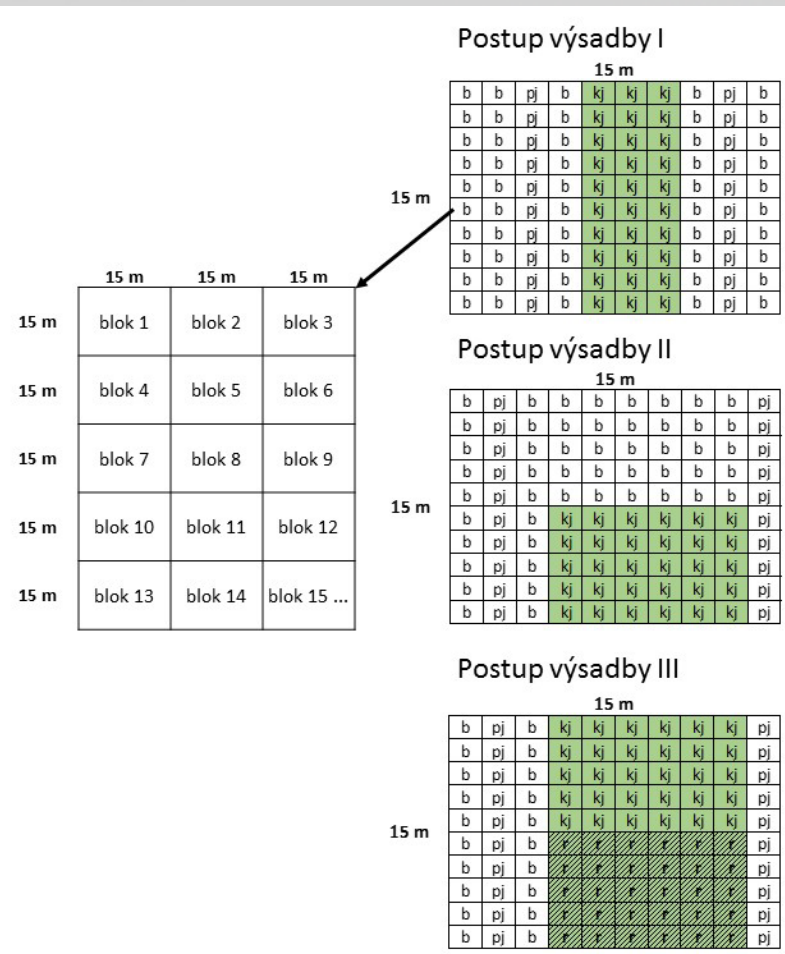 Postup výsadby I
15 m
15 m
b b pj b kj kj kj b pj b
b b pj b kj kj kj b pj b
b b pj b kj kj kj b pj b
b b pj b kj kj kj b pj b
b b pj b kj kj kj b pj b
b b pj b kj kj kj b pj b
b b pj b kj kj kj b pj b
b b pj b kj kj kj b pj b
b b pj b kj kj kj b pj b
b b pj b kj kj kj b pj b
15 m 15 m 15 m
15 m blok 1 blok 2 blok 3
15 m blok 4 blok 5 blok 6
15 m blok 7 blok 8 blok 9
15 m blok 10 blok 11 blok 12
15 m blok 13 blok 14 blok 15 ...
Postup výsadby II
15 m
15 m
b pj b b b b b b b pj
b pj b b b b b b b pj
b pj b b b b b b b pj
b pj b b b b b b b pj
b pj b b b b b b b pj
b pj b kj kj kj kj kj kj pj
b pj b kj kj kj kj kj kj pj
b pj b kj kj kj kj kj kj pj
b pj b kj kj kj kj kj kj pj
b pj b kj kj kj kj kj kj pj
Postup výsadby III
15 m
15 m
b pj b kj kj kj kj kj kj pj
b pj b kj kj kj kj kj kj pj
b pj b kj kj kj kj kj kj pj
b pj b kj kj kj kj kj kj pj
b pj b kj kj kj kj kj kj pj
b pj b r r r r r r pj
b pj b r r r r r r pj
b pj b r r r r r r pj
b pj b r r r r r r pj
b pj b r r r r r r pj